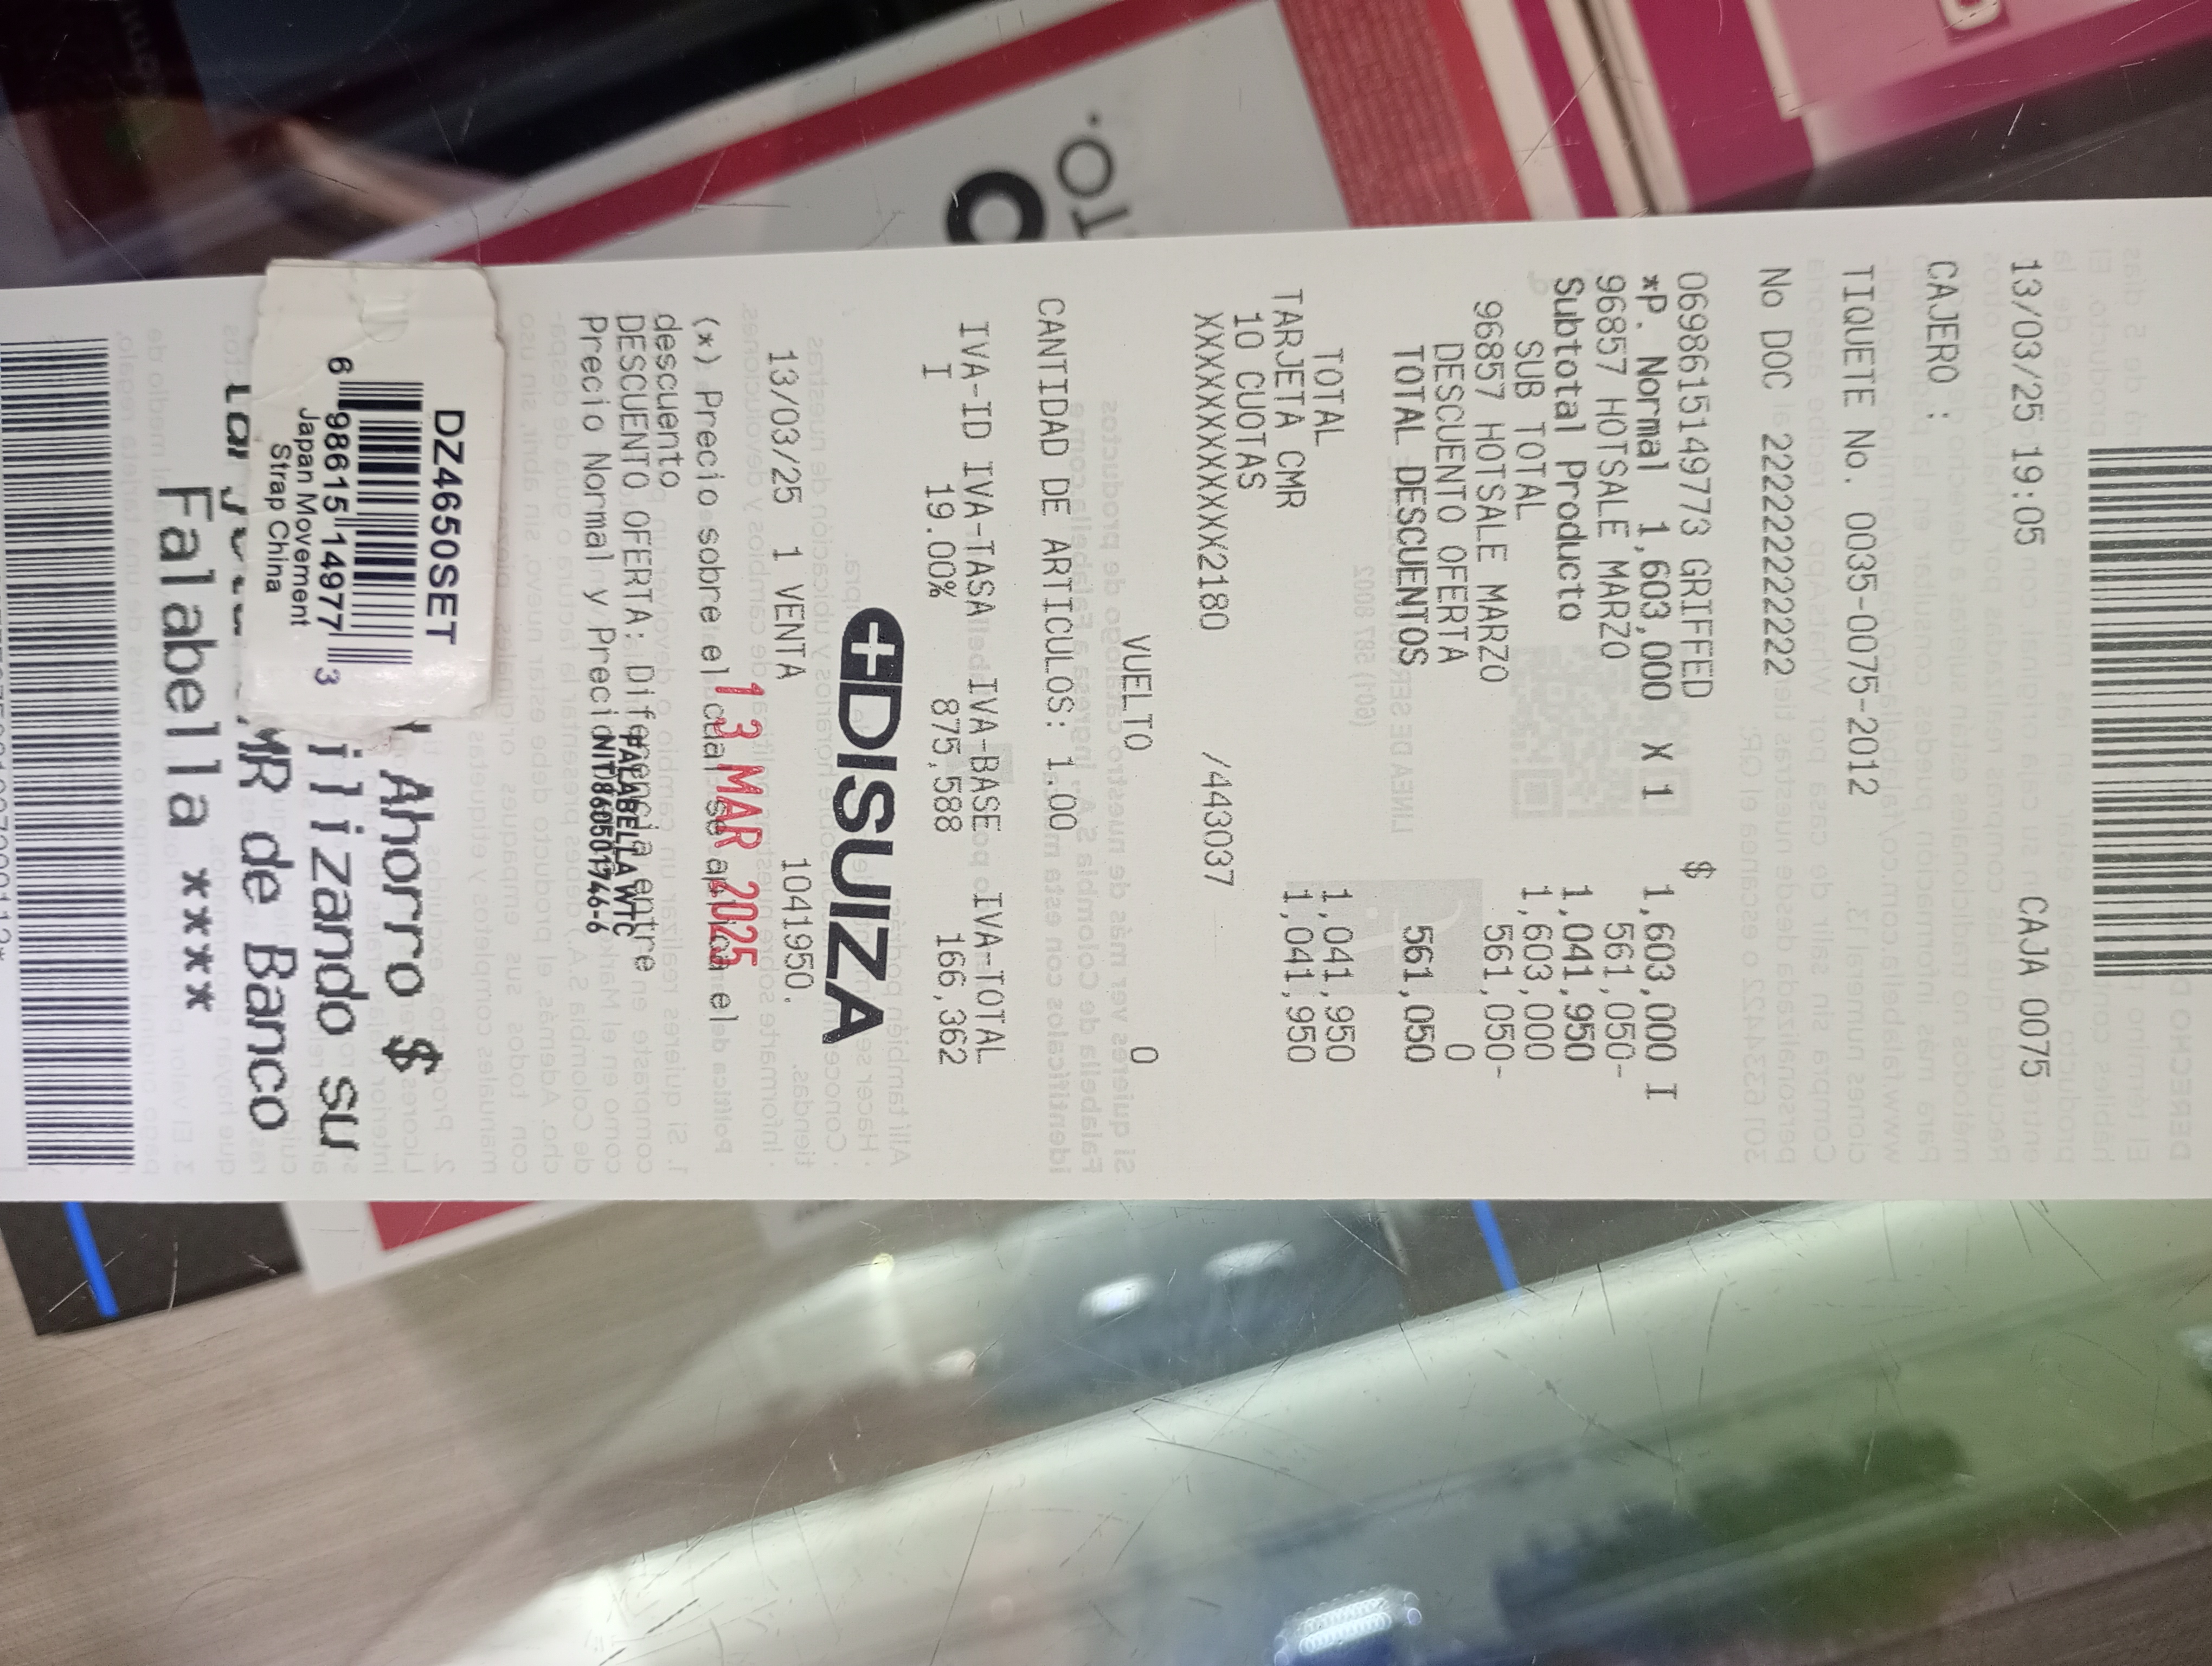 13/03/25 19:05 CAJA 0075
CAJERO :
TIQUETE No. 0035-0075-2012
No DOC 222222222222
0698615149773 GRIFFED $
*P. Normal 1,603,000 X 1 1,603,000 I
96857 HOTSALE MARZO 561,050-
Subtotal Producto 1,041,950
SUB TOTAL 1,603,000
96857 HOTSALE MARZO 561,050-
DESCUENTO OFERTA 0
TOTAL DESCUENTOS 561,050
TOTAL 1,041,950
TARJETA CMR 1,041,950
10 CUOTAS
XXXXXXXXXXXX2180 /443037
VUELTO 0
CANTIDAD DE ARTICULOS: 1.00
IVA-ID IVA-TASA IVA-BASE IVA-TOTAL
I 19.00% 875,588 166,362
DISUIZA
13/03/25 1 VENTA 1041950.
13 MAR 2025
(*) Precio sobre el cual se aplica el
descuento
DESCUENTO OFERTA: Diferencia entre
Precio Normal y Precio
FALABELLA WTC
NIT.860501746-6
DZ4650SET
6 98615 14977 3
Japan Movement
Strap China
Ahorro $
ilizando su
MR de Banco
Falabella ****